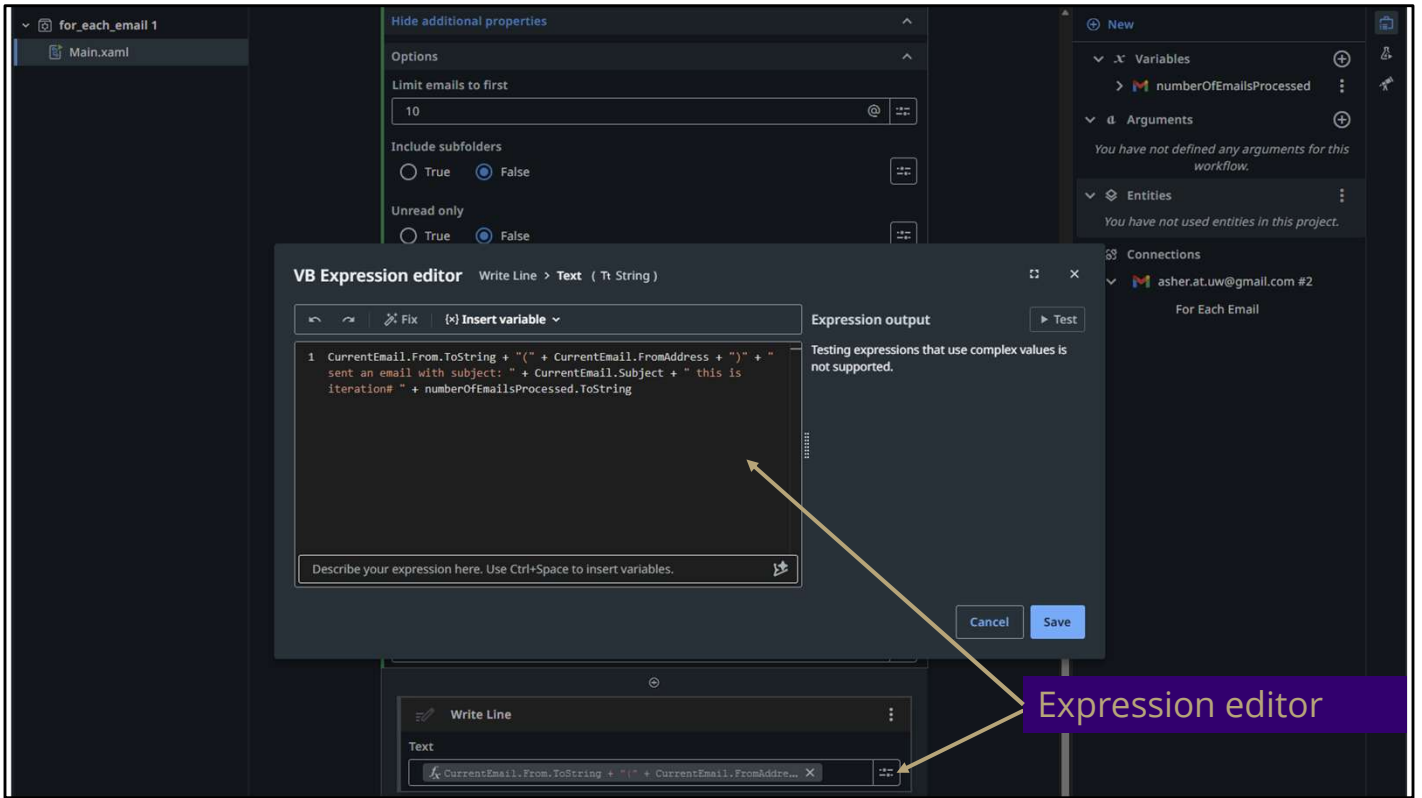 for_each_email 1
Main.xaml
Hide additional properties
Options
Limit emails to first
10
Include subfolders
True False
Unread only
True False
VB Expression editor Write Line > Text ( Tt String )
Fix {x} Insert variable
1 CurrentEmail.From.ToString + "(" + CurrentEmail.FromAddress + ")" + "
sent an email with subject: " + CurrentEmail.Subject + " this is
iteration# " + numberOfEmailsProcessed.ToString
Describe your expression here. Use Ctrl+Space to insert variables.
Expression output
Test
Testing expressions that use complex values is
not supported.
Cancel Save
Write Line
Text
fx CurrentEmail.From.ToString + "(" + CurrentEmail.FromAddre...
New
x Variables
numberOfEmailsProcessed
a Arguments
You have not defined any arguments for this
workflow.
Entities
You have not used entities in this project.
Connections
asher.at.uw@gmail.com #2
For Each Email
Expression editor